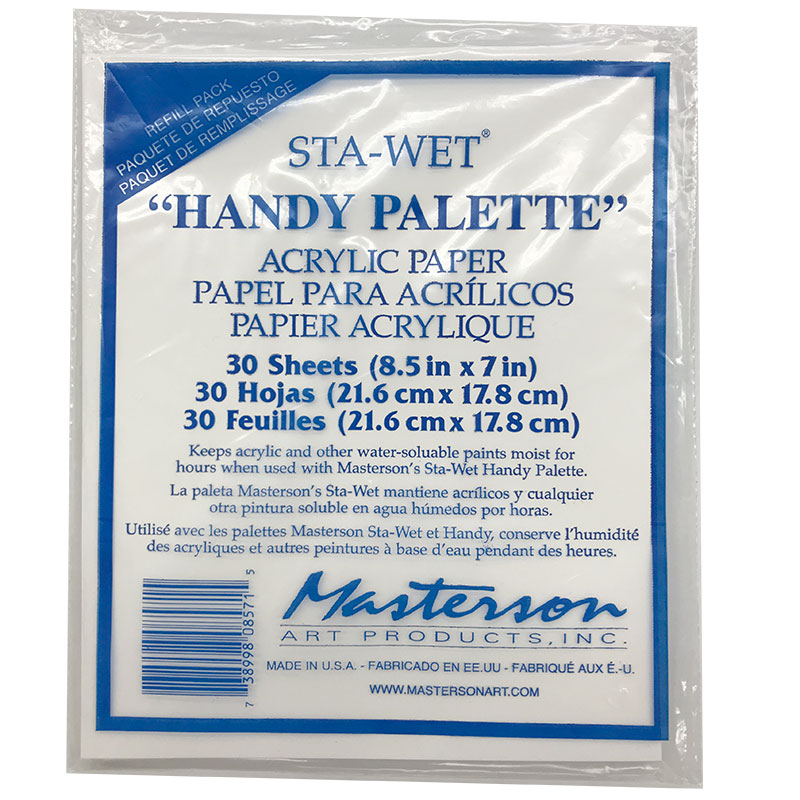 REFILL PACK
PAQUETE DE REPUESTO
PAQUET DE REMPLISSAGE
STA-WET®
“HANDY PALETTE”
ACRYLIC PAPER
PAPEL PARA ACRÍLICOS
PAPIER ACRYLIQUE
30 Sheets (8.5 in x 7 in)
30 Hojas (21.6 cm x 17.8 cm)
30 Feuilles (21.6 cm x 17.8 cm)
Keeps acrylic and other water-soluable paints moist for
hours when used with Masterson's Sta-Wet Handy Palette.
La paleta Masterson's Sta-Wet mantiene acrílicos y cualquier
otra pintura soluble en agua húmedos por horas.
Utilisé avec les palettes Masterson Sta-Wet et Handy, conserve l'humidité
des acryliques et autres peintures à base d'eau pendant des heures.
7 38998 08571 5
Masterson
ART PRODUCTS, INC.
MADE IN U.S.A. - FABRICADO EN EE.UU - FABRIQUÉ AUX É.-U.
WWW.MASTERSONART.COM